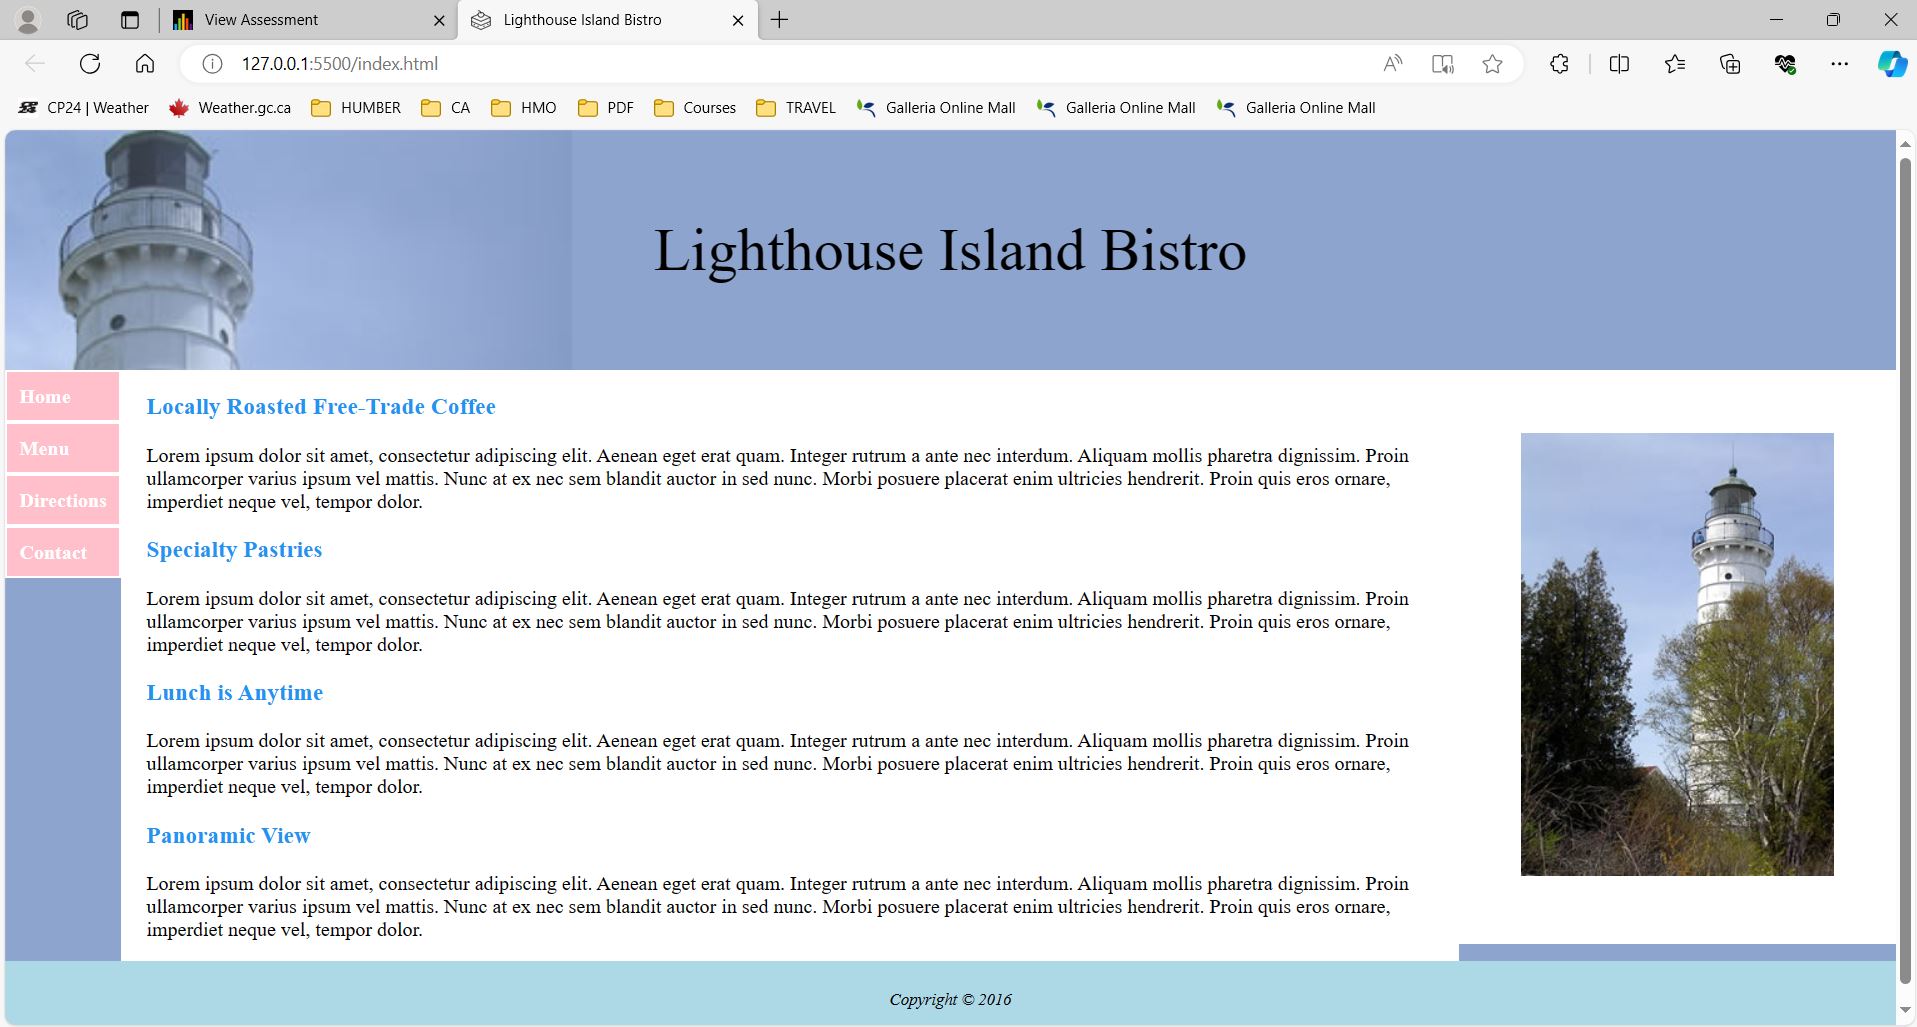 View Assessment
Lighthouse Island Bistro
127.0.0.1:5500/index.html
CP24 | Weather Weather.gc.ca HUMBER CA HMO PDF Courses TRAVEL Galleria Online Mall Galleria Online Mall Galleria Online Mall
Lighthouse Island Bistro
Home
Menu
Directions
Contact
Locally Roasted Free-Trade Coffee
Lorem ipsum dolor sit amet, consectetur adipiscing elit. Aenean eget erat quam. Integer rutrum a ante nec interdum. Aliquam mollis pharetra dignissim. Proin
ullamcorper varius ipsum vel mattis. Nunc at ex nec sem blandit auctor in sed nunc. Morbi posuere placerat enim ultricies hendrerit. Proin quis eros ornare,
imperdiet neque vel, tempor dolor.
Specialty Pastries
Lorem ipsum dolor sit amet, consectetur adipiscing elit. Aenean eget erat quam. Integer rutrum a ante nec interdum. Aliquam mollis pharetra dignissim. Proin
ullamcorper varius ipsum vel mattis. Nunc at ex nec sem blandit auctor in sed nunc. Morbi posuere placerat enim ultricies hendrerit. Proin quis eros ornare,
imperdiet neque vel, tempor dolor.
Lunch is Anytime
Lorem ipsum dolor sit amet, consectetur adipiscing elit. Aenean eget erat quam. Integer rutrum a ante nec interdum. Aliquam mollis pharetra dignissim. Proin
ullamcorper varius ipsum vel mattis. Nunc at ex nec sem blandit auctor in sed nunc. Morbi posuere placerat enim ultricies hendrerit. Proin quis eros ornare,
imperdiet neque vel, tempor dolor.
Panoramic View
Lorem ipsum dolor sit amet, consectetur adipiscing elit. Aenean eget erat quam. Integer rutrum a ante nec interdum. Aliquam mollis pharetra dignissim. Proin
ullamcorper varius ipsum vel mattis. Nunc at ex nec sem blandit auctor in sed nunc. Morbi posuere placerat enim ultricies hendrerit. Proin quis eros ornare,
imperdiet neque vel, tempor dolor.
Copyright © 2016